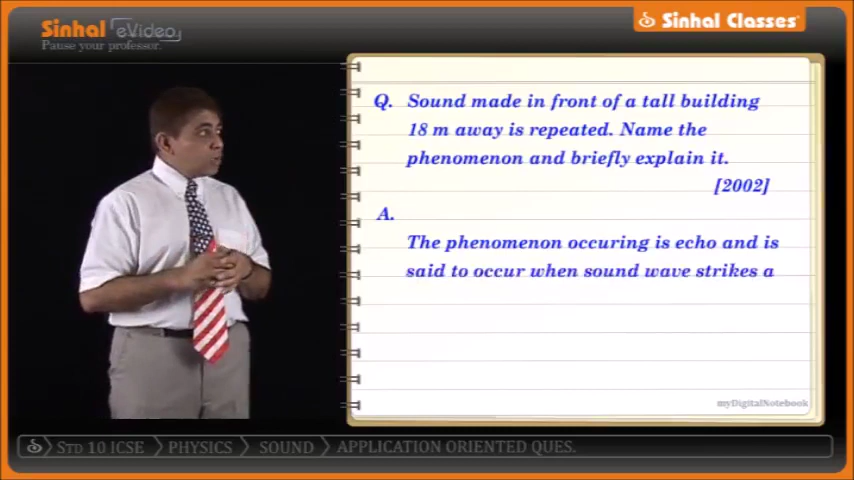 Sinhal eVideo
Pause your professor.
Sinhal Classes
Q. Sound made in front of a tall building
18 m away is repeated. Name the
phenomenon and briefly explain it.
[2002]
A.
The phenomenon occuring is echo and is
said to occur when sound wave strikes a
myDigitalNotebook
STD 10 ICSE PHYSICS SOUND APPLICATION ORIENTED QUES.